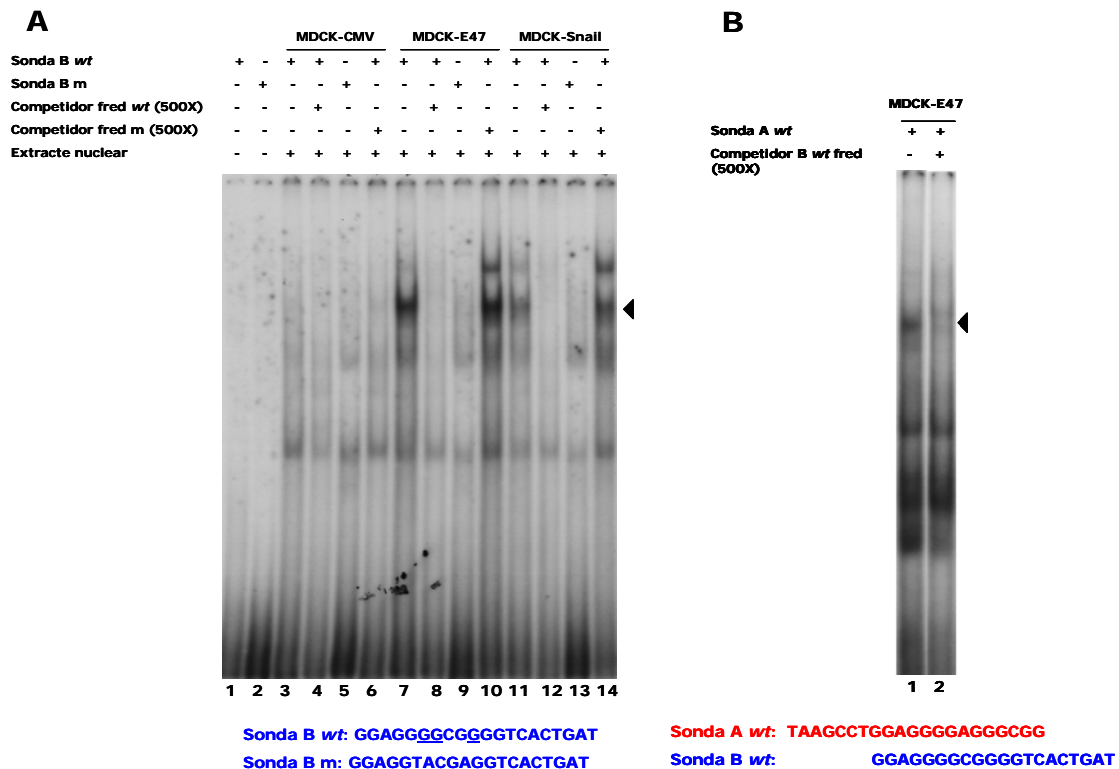 A
MDCK-CMV MDCK-E47 MDCK-Snail
Sonda B wt + - + + - + + + - + + + - +
Sonda B m - + - - + - - - + - - - + -
Competidor fred wt (500X) - - - + - - - + - - - + - -
Competidor fred m (500X) - - - - - + - - - + - - - +
Extracte nuclear - - + + + + + + + + + + + +
1 2 3 4 5 6 7 8 9 10 11 12 13 14
Sonda B wt: GGAGGGGCGGGGTCACTGAT
Sonda B m: GGAGGTACGAGGTCACTGAT
B
MDCK-E47
Sonda A wt + +
Competidor B wt fred - +
(500X)
1 2
Sonda A wt: TAAGCCTGGAGGGGAGGGCGG
Sonda B wt: GGAGGGGCGGGGTCACTGAT